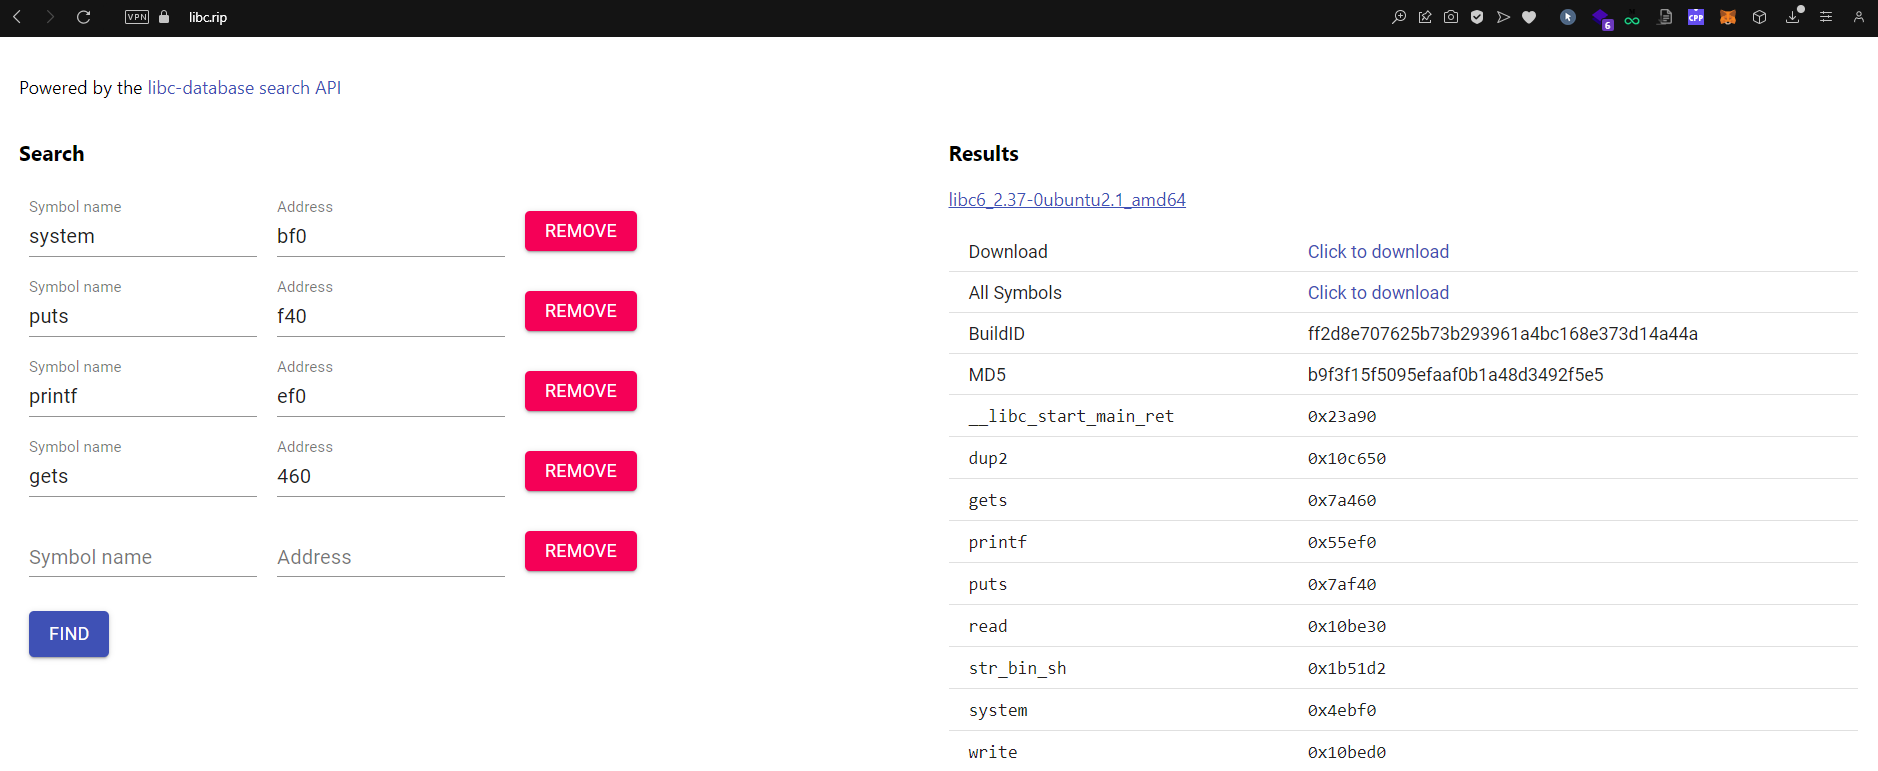 VPN libc.rip
6
CPP
Powered by the libc-database search API
Search
Symbol name Address
system bf0 REMOVE
Symbol name Address
puts f40 REMOVE
Symbol name Address
printf ef0 REMOVE
Symbol name Address
gets 460 REMOVE
Symbol name Address REMOVE
FIND
Results
libc6_2.37-0ubuntu2.1_amd64
Download Click to download
All Symbols Click to download
BuildID ff2d8e707625b73b293961a4bc168e373d14a44a
MD5 b9f3f15f5095efaaf0b1a48d3492f5e5
__libc_start_main_ret 0x23a90
dup2 0x10c650
gets 0x7a460
printf 0x55ef0
puts 0x7af40
read 0x10be30
str_bin_sh 0x1b51d2
system 0x4ebf0
write 0x10bed0